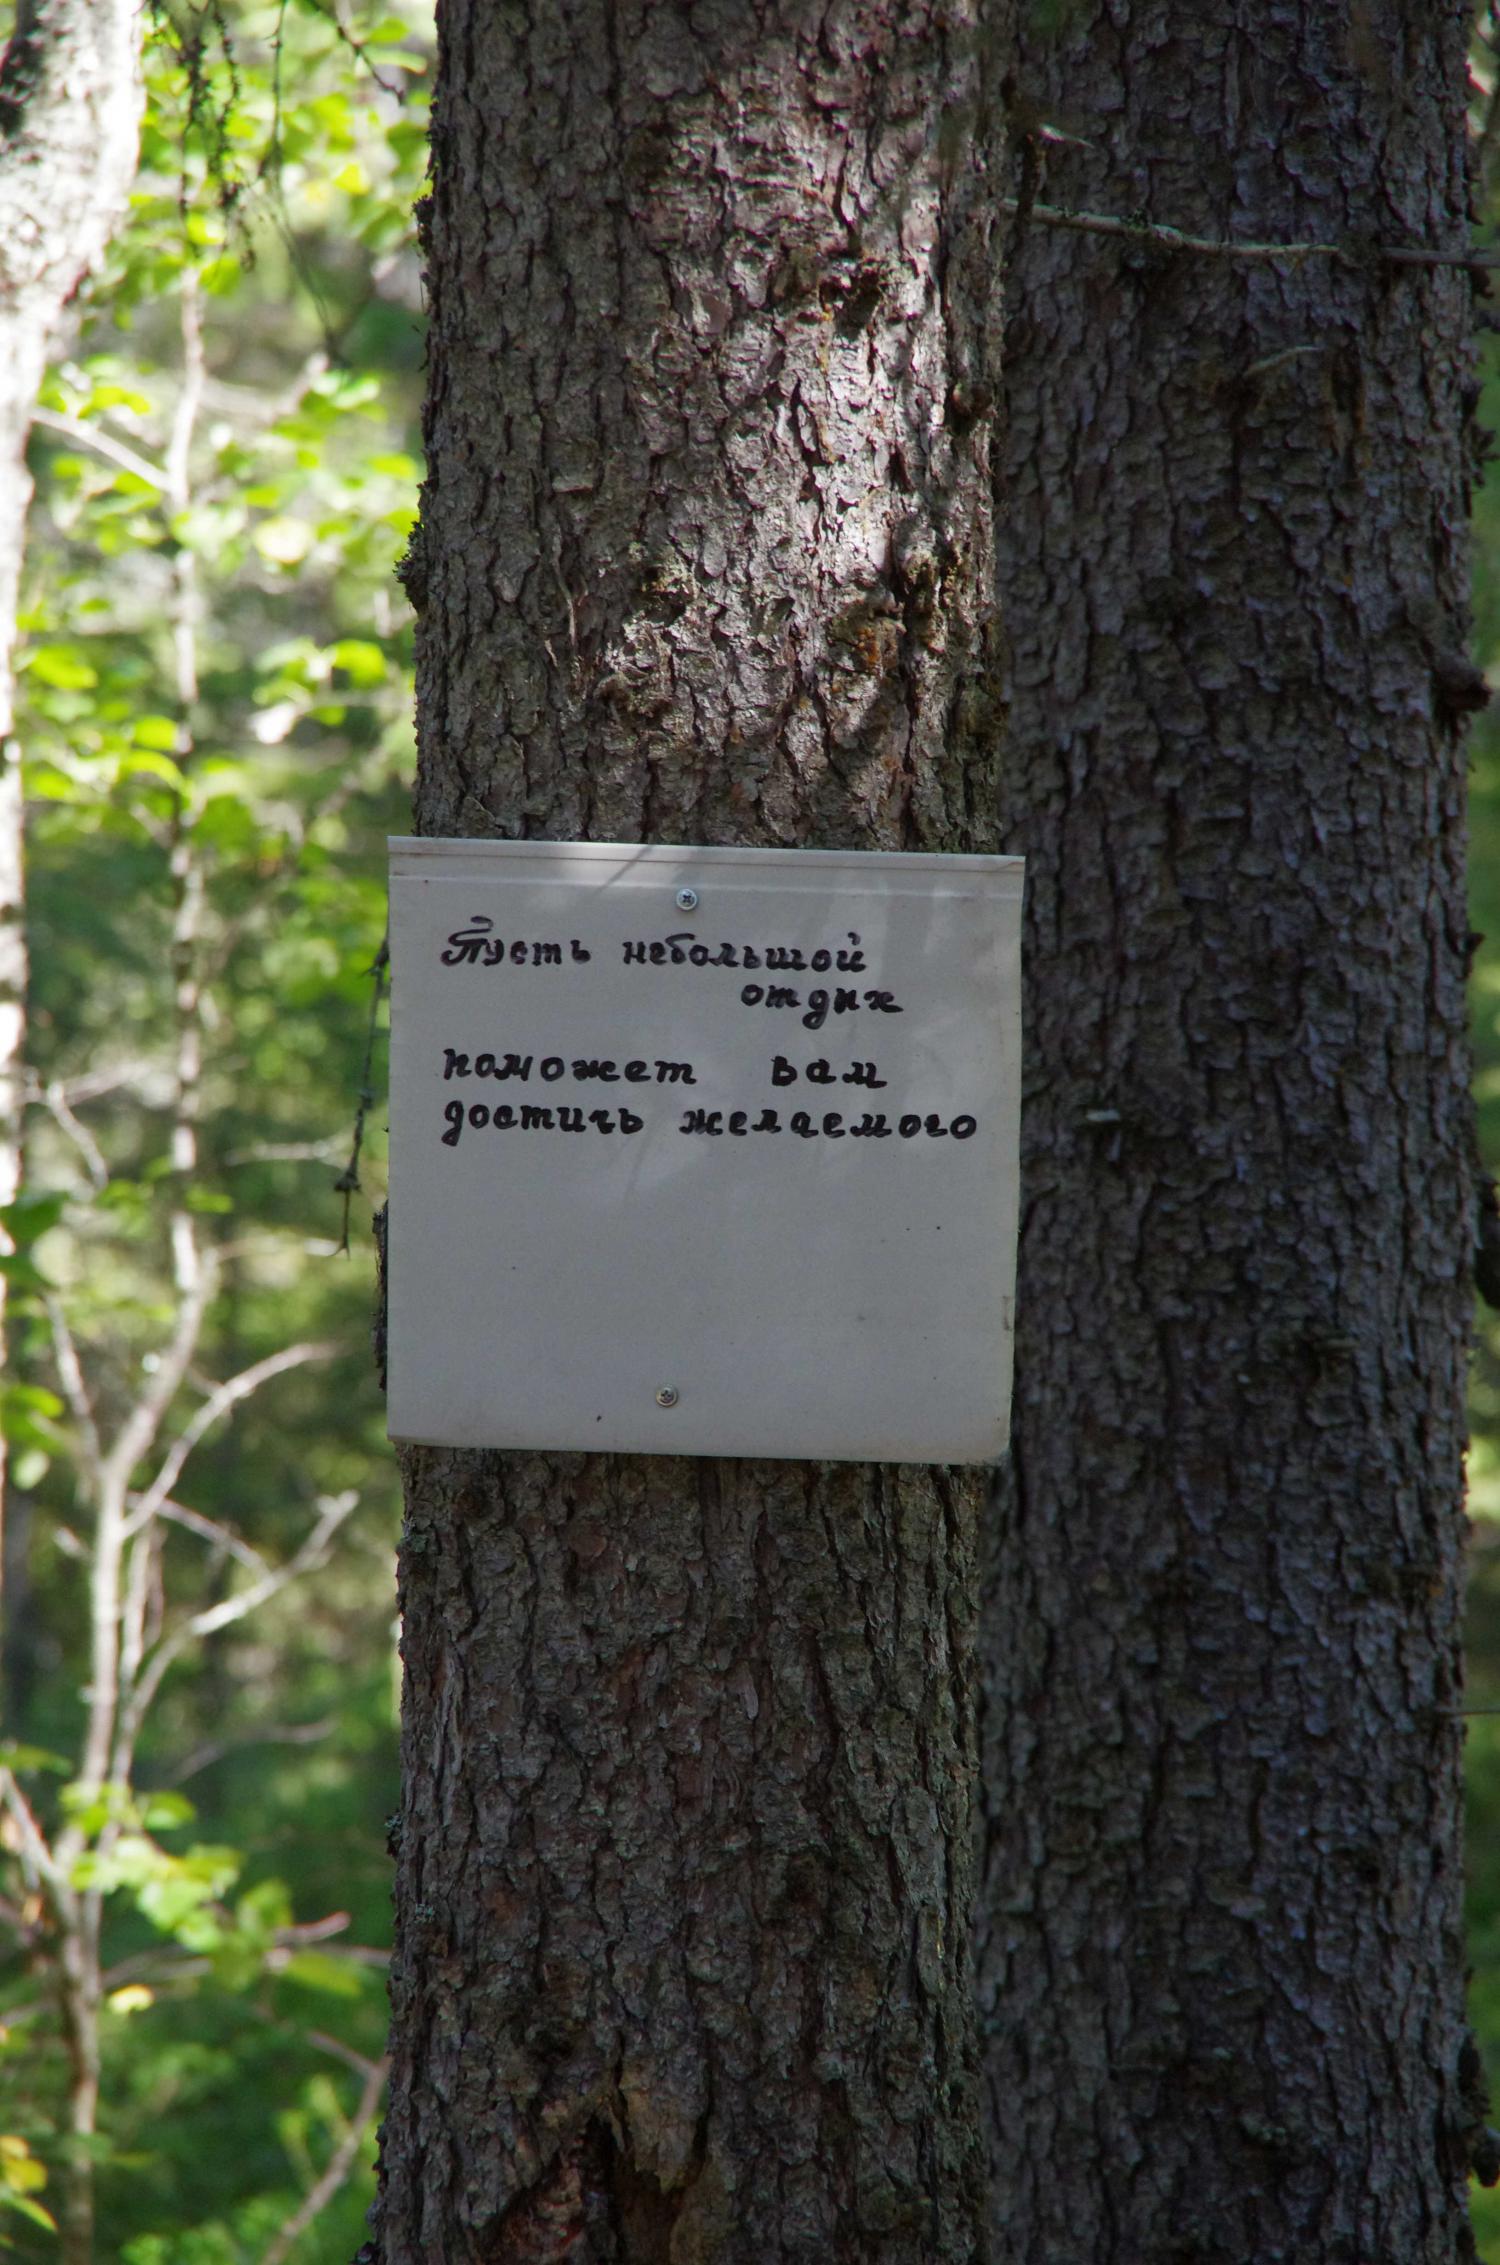 Пусть небольшой
отдых
поможет вам
достичь желаемого